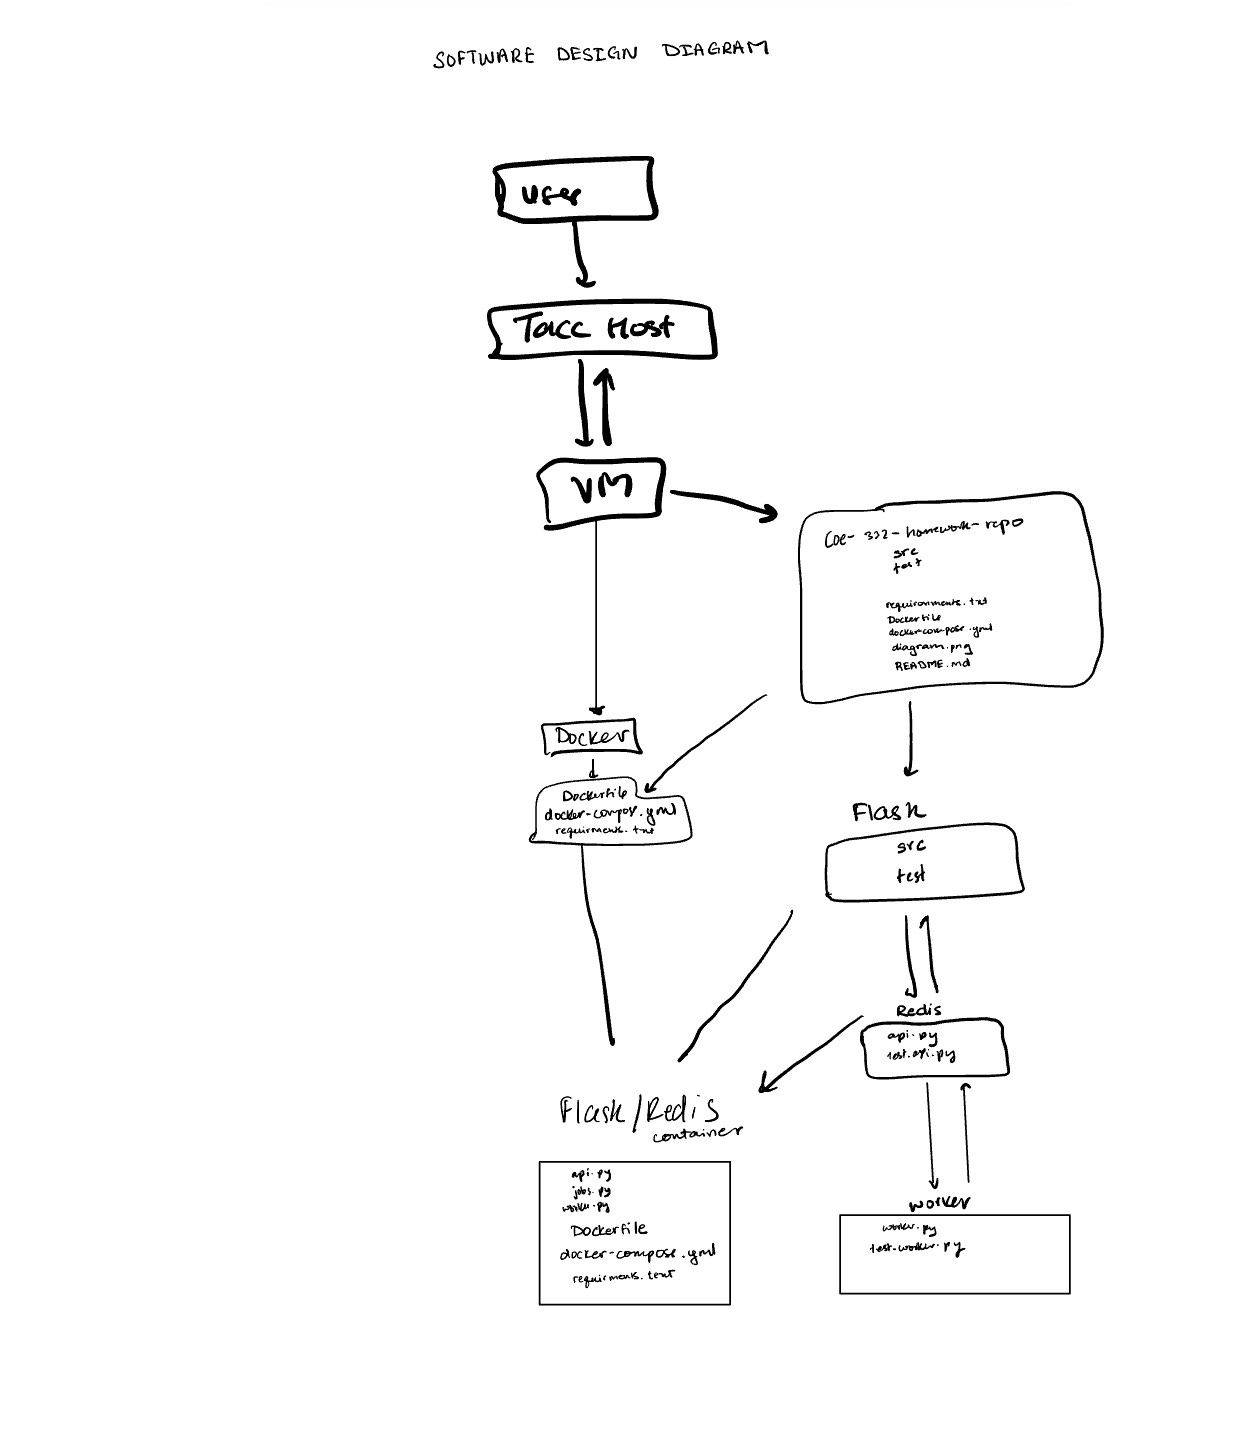 SOFTWARE DESIGN DIAGRAM
User
Tacc Host
VM
Coe-332-homework-repo
src
test
requironments.txt
Dockerfile
docker-compose.yml
diagram.png
README.md
Docker
Dockerfile
docker-compose.yml
requirments.txt
Flask
src
test
Redis
api.py
test.api.py
Flask/Redis
container
api.py
jobs.py
worker.py
Dockerfile
docker-compose.yml
requirments.text
worker
worker.py
test-worker.py